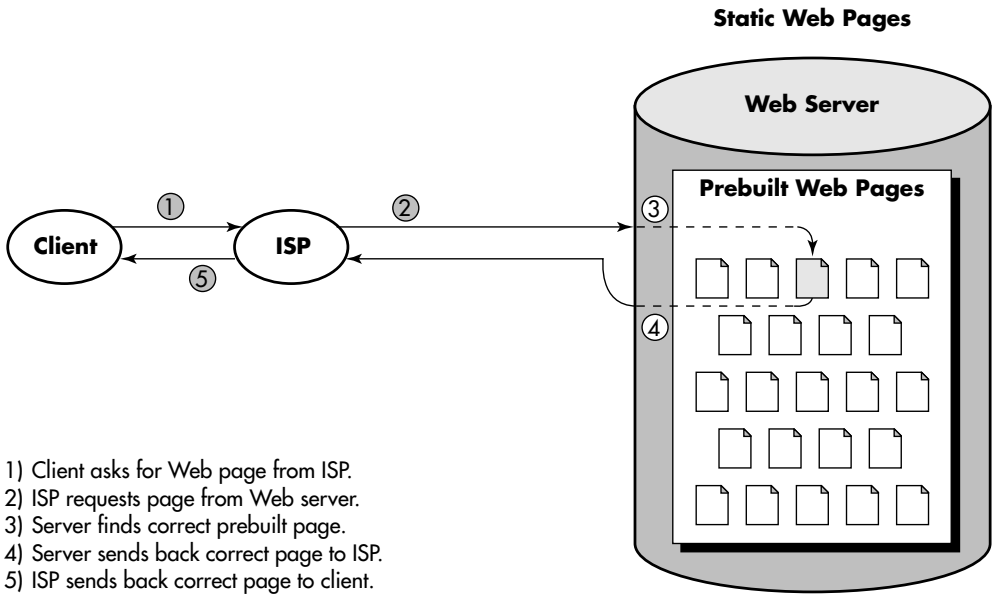 Static Web Pages
Web Server
Prebuilt Web Pages
1
2
3
Client
ISP
5
4
1) Client asks for Web page from ISP.
2) ISP requests page from Web server.
3) Server finds correct prebuilt page.
4) Server sends back correct page to ISP.
5) ISP sends back correct page to client.